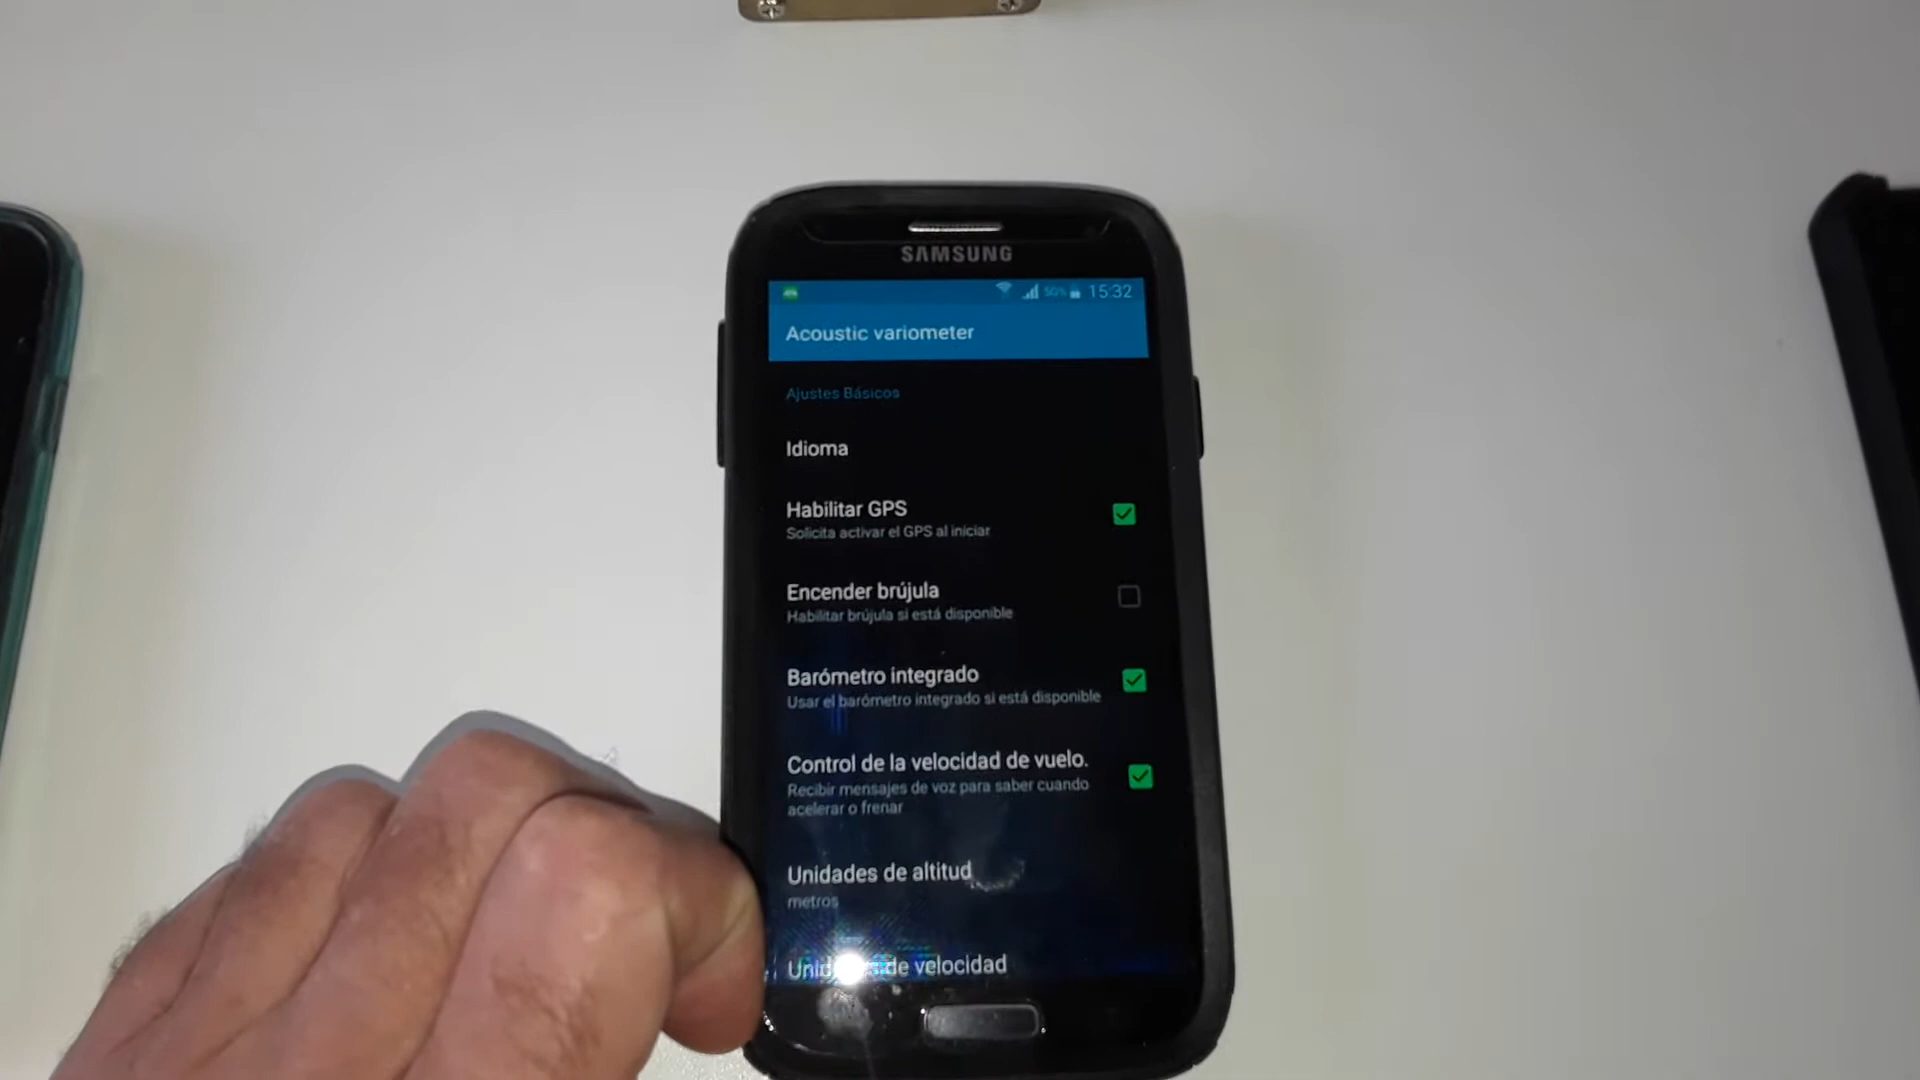 SAMSUNG
50% 15:32
Acoustic variometer
Ajustes Básicos
Idioma
Habilitar GPS
Solicita activar el GPS al iniciar
Encender brújula
Habilitar brújula si está disponible
Barómetro integrado
Usar el barómetro integrado si está disponible
Control de la velocidad de vuelo.
Recibir mensajes de voz para saber cuando
acelerar o frenar
Unidades de altitud
metros
Unidades de velocidad